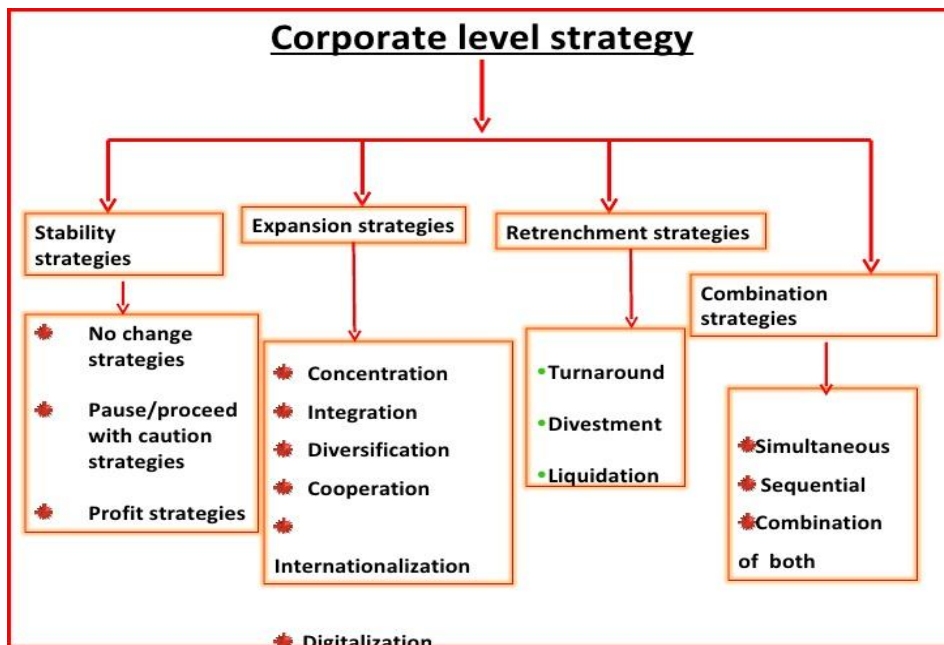 Corporate level strategy
Stability
strategies
No change
strategies
Pause/proceed
with caution
strategies
Profit strategies
Expansion strategies
Concentration
Integration
Diversification
Cooperation
Internationalization
Digitalization
Retrenchment strategies
Turnaround
Divestment
Liquidation
Combination
strategies
Simultaneous
Sequential
Combination
of both